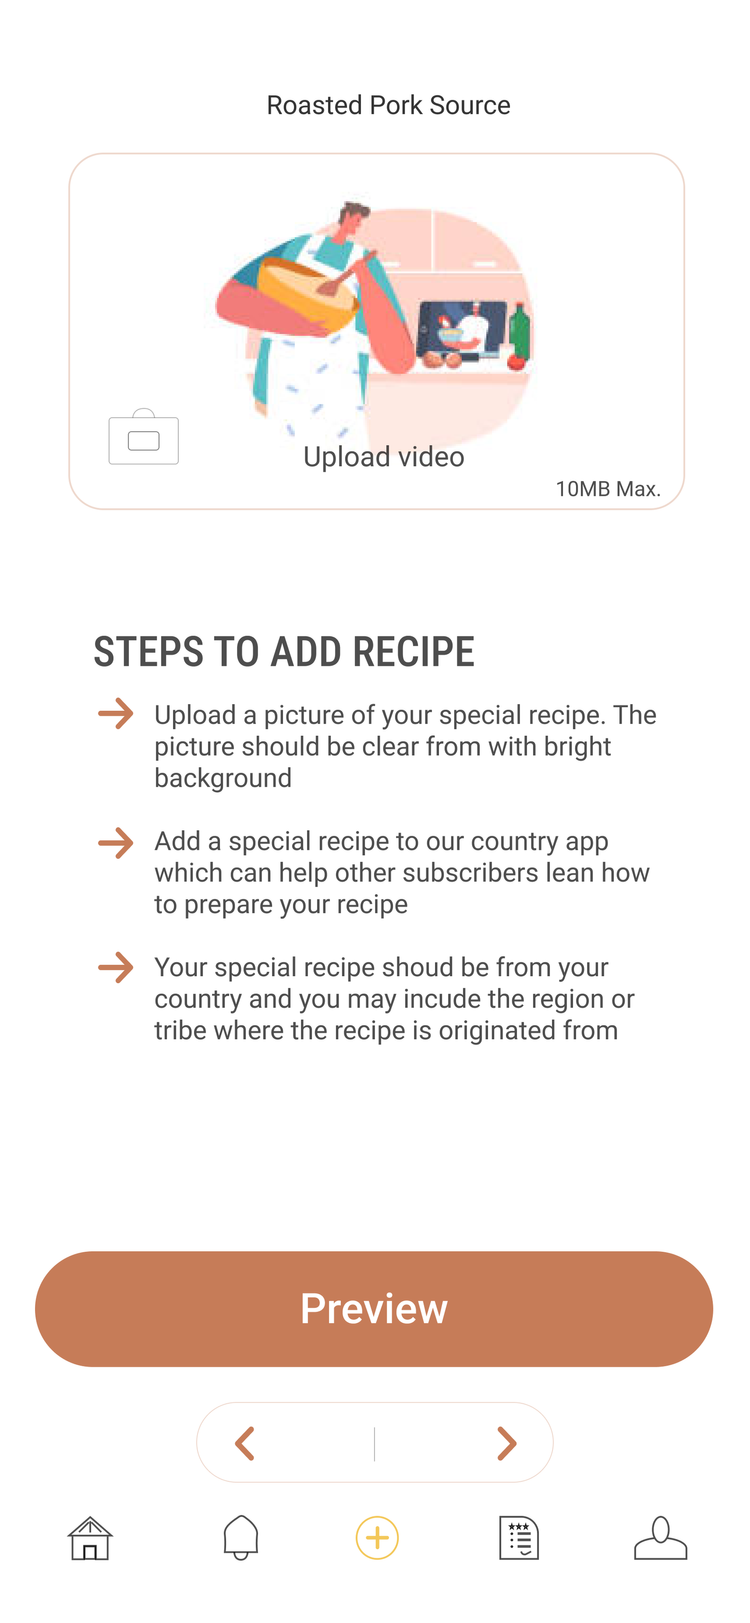 Roasted Pork Source
Upload video
10MB Max.
STEPS TO ADD RECIPE
Upload a picture of your special recipe. The
picture should be clear from with bright
background
Add a special recipe to our country app
which can help other subscribers lean how
to prepare your recipe
Your special recipe shoud be from your
country and you may incude the region or
tribe where the recipe is originated from
Preview